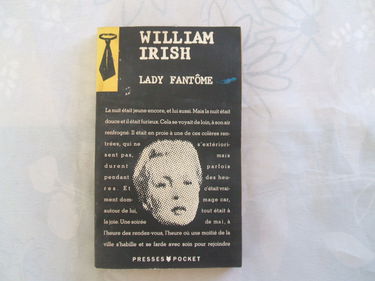 WILLIAM
IRISH
LADY FANTÔME
La nuit était jeune encore, et lui aussi. Mais la nuit était
douce et il était furieux. Cela se voyait de loin, à son air
renfrogné. Il était en proie à une de ces colères ren-
trées, qui ne s'extériori-
sent pas, mais
durent parfois
pendant des heu-
res. Et c'était vrai-
ment dom- mage car,
autour de lui, tout était à
la joie. Une soirée de mai, à
l'heure des rendez-vous, l'heure où une moitié de la
ville s'habille et se farde avec soin pour rejoindre
PRESSES POCKET